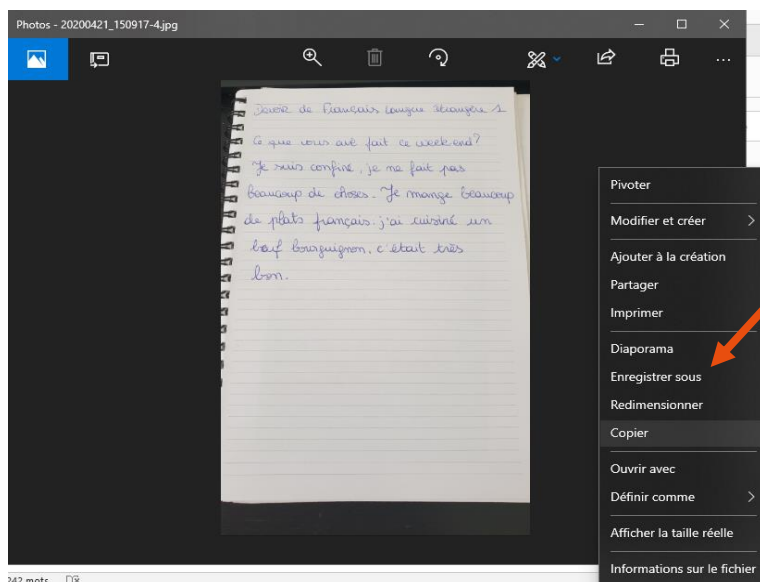 Photos - 20200421_150917-4.jpg
Devoir de Français Langue étrangère 1
Ce que vous avé fait ce week-end?
Je suis confiné, je ne fait pas
beaucoup de choses. Je mange beaucoup
de plats français: j'ai cuisiné un
bœuf bourguignon, c'était très
bon.
Pivoter
Modifier et créer
Ajouter à la création
Partager
Imprimer
Diaporama
Enregistrer sous
Redimensionner
Copier
Ouvrir avec
Définir comme
Afficher la taille réelle
Informations sur le fichier
242 mots